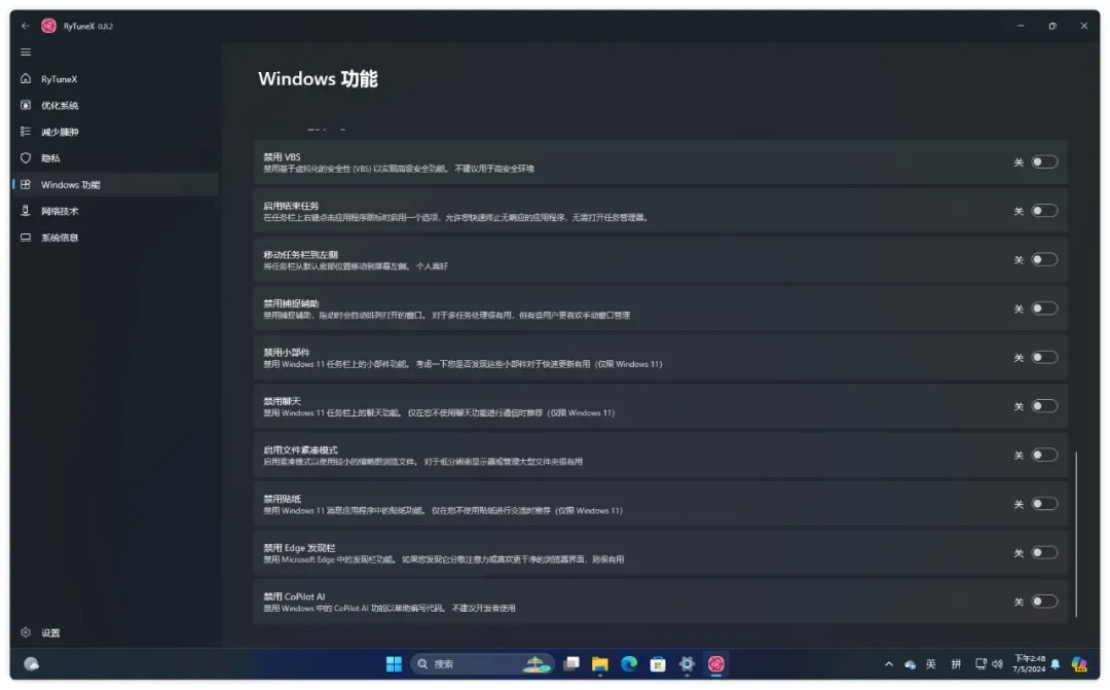 RyTuneX 0.8.2
RyTuneX
优化系统
减少臃肿
隐私
Windows 功能
网络技术
系统信息
设置
Windows 功能
禁用 VBS
禁用基于虚拟化的安全性 (VBS) 以实现高级安全功能。 不建议用于高安全环境
关
启用结束任务
在任务栏上右键点击应用程序图标时启用一个选项，允许您快速终止无响应的应用程序，无需打开任务管理器。
关
移动任务栏到左侧
将任务栏从默认底部位置移动到屏幕左侧。 个人喜好
关
禁用捕捉辅助
禁用捕捉辅助，拖动时会自动排列打开的窗口。 对于多任务处理很有用，但有些用户更喜欢手动窗口管理
关
禁用小部件
禁用 Windows 11 任务栏上的小部件功能。 考虑一下您是否发现这些小部件对于快速更新有用（仅限 Windows 11）
关
禁用聊天
禁用 Windows 11 任务栏上的聊天功能。 仅在您不使用聊天功能进行通信时推荐（仅限 Windows 11）
关
启用文件紧凑模式
启用紧凑模式以使用较小的缩略图浏览文件。 对于低分辨率显示器或管理大型文件夹很有用
关
禁用贴纸
禁用 Windows 11 消息应用程序中的贴纸功能。 仅在您不使用贴纸进行交流时推荐（仅限 Windows 11）
关
禁用 Edge 发现栏
禁用 Microsoft Edge 中的发现栏功能。 如果您发现它分散注意力或喜欢更干净的浏览器界面，则很有用
关
禁用 CoPilot AI
禁用 Windows 中的 CoPilot AI 功能以帮助编写代码。 不建议开发者使用
关
搜索
英
拼
下午2:48
7/5/2024